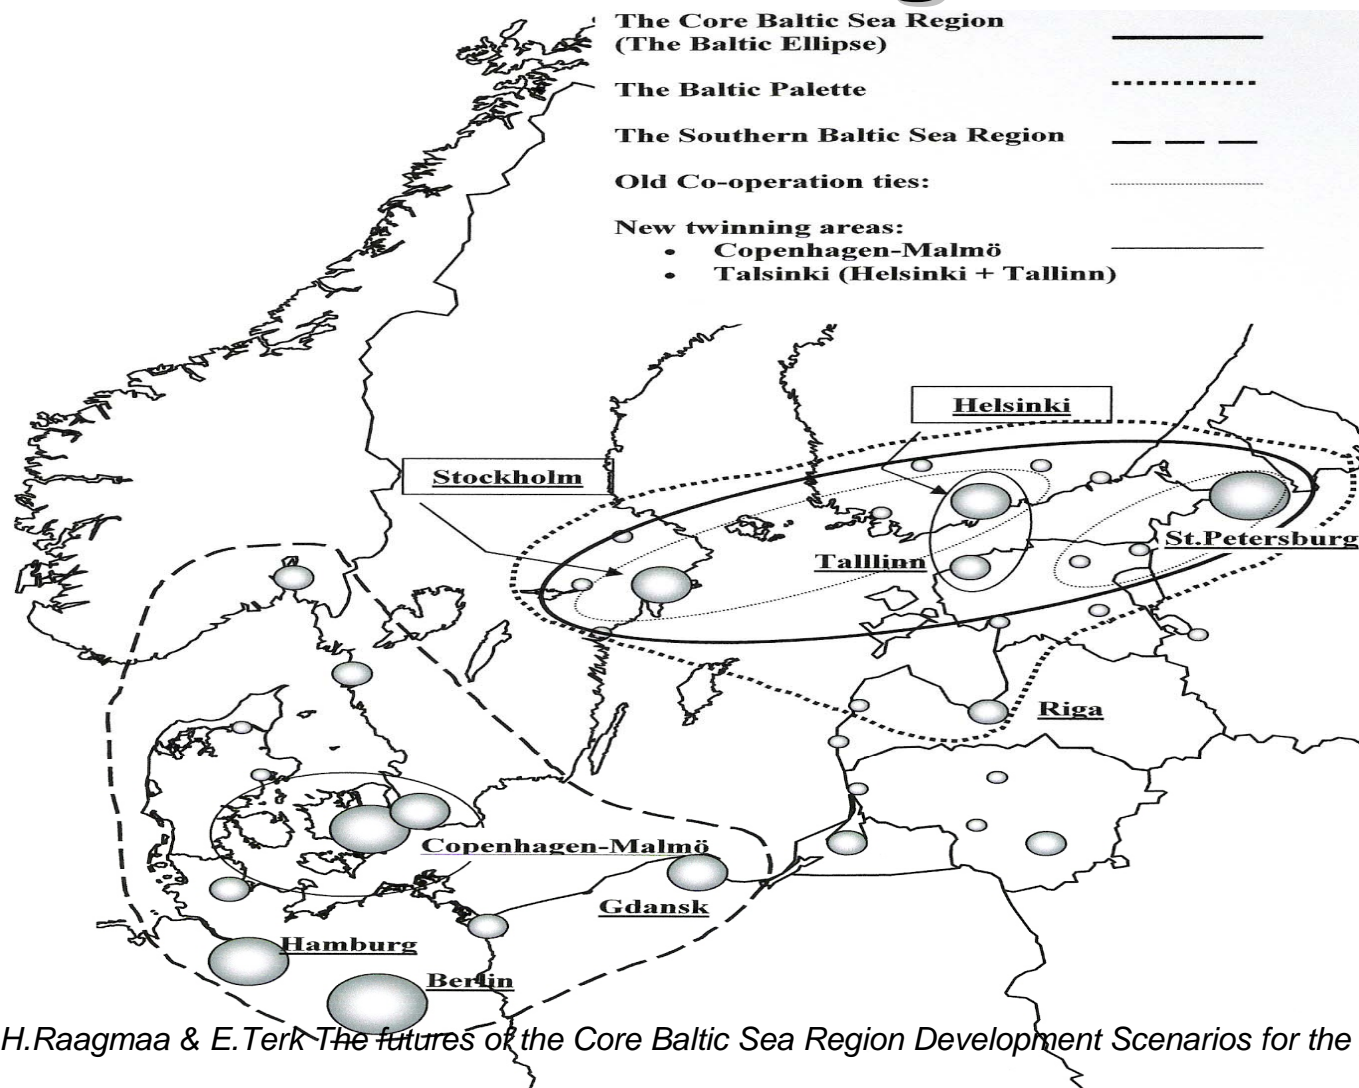 The Core Baltic Sea Region
(The Baltic Ellipse)
The Baltic Palette
The Southern Baltic Sea Region
Old Co-operation ties:
New twinning areas:
• Copenhagen-Malmö
• Talsinki (Helsinki + Tallinn)
Helsinki
Stockholm
St.Petersburg
Talllinn
Riga
Copenhagen-Malmö
Gdansk
Hamburg
Berlin
H.Raagmaa & E.Terk The futures of the Core Baltic Sea Region Development Scenarios for the